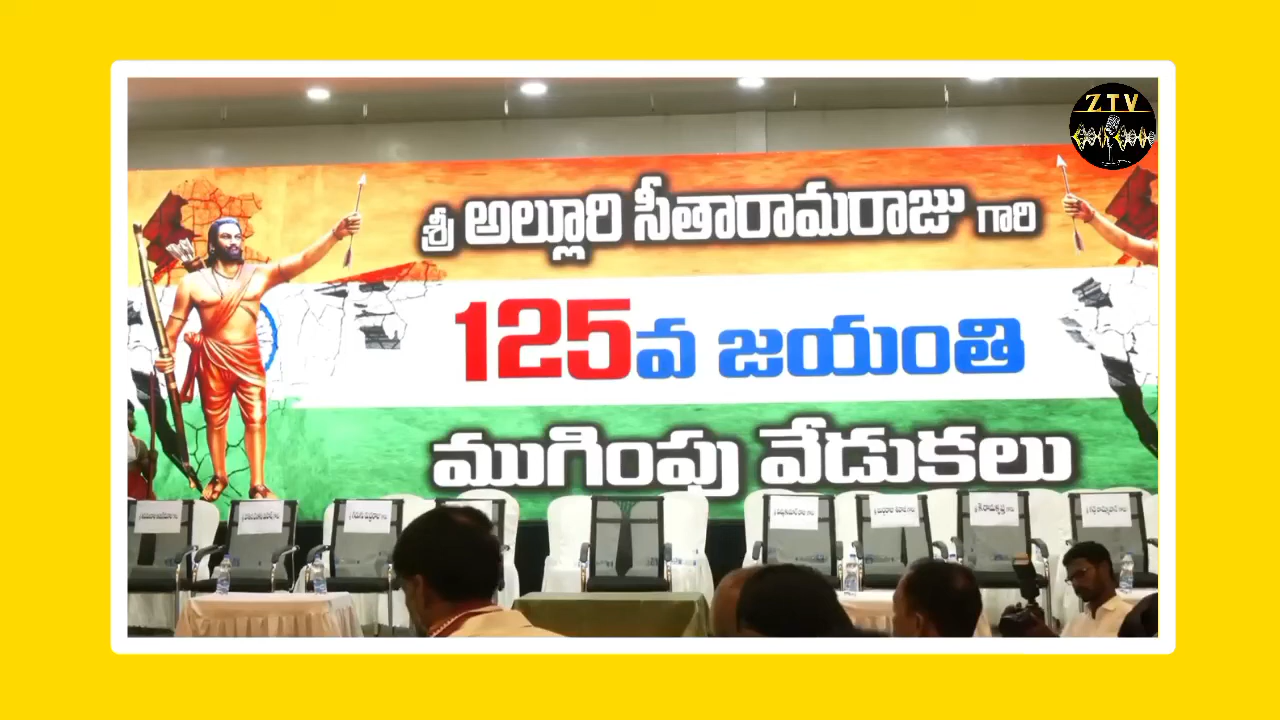 ZTV
శ్రీ అల్లూరి సీతారామరాజు గారి
125వ జయంతి
ముగింపు వేడుకలు